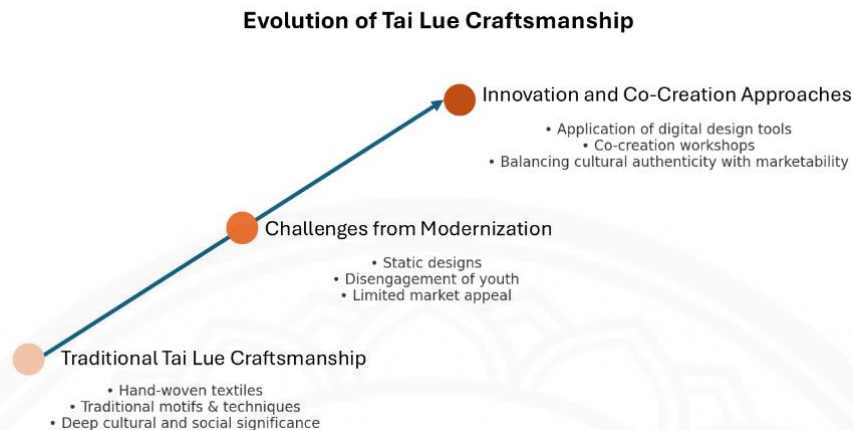 Evolution of Tai Lue Craftsmanship
Innovation and Co-Creation Approaches
• Application of digital design tools
• Co-creation workshops
• Balancing cultural authenticity with marketability
Challenges from Modernization
• Static designs
• Disengagement of youth
• Limited market appeal
Traditional Tai Lue Craftsmanship
• Hand-woven textiles
• Traditional motifs & techniques
• Deep cultural and social significance